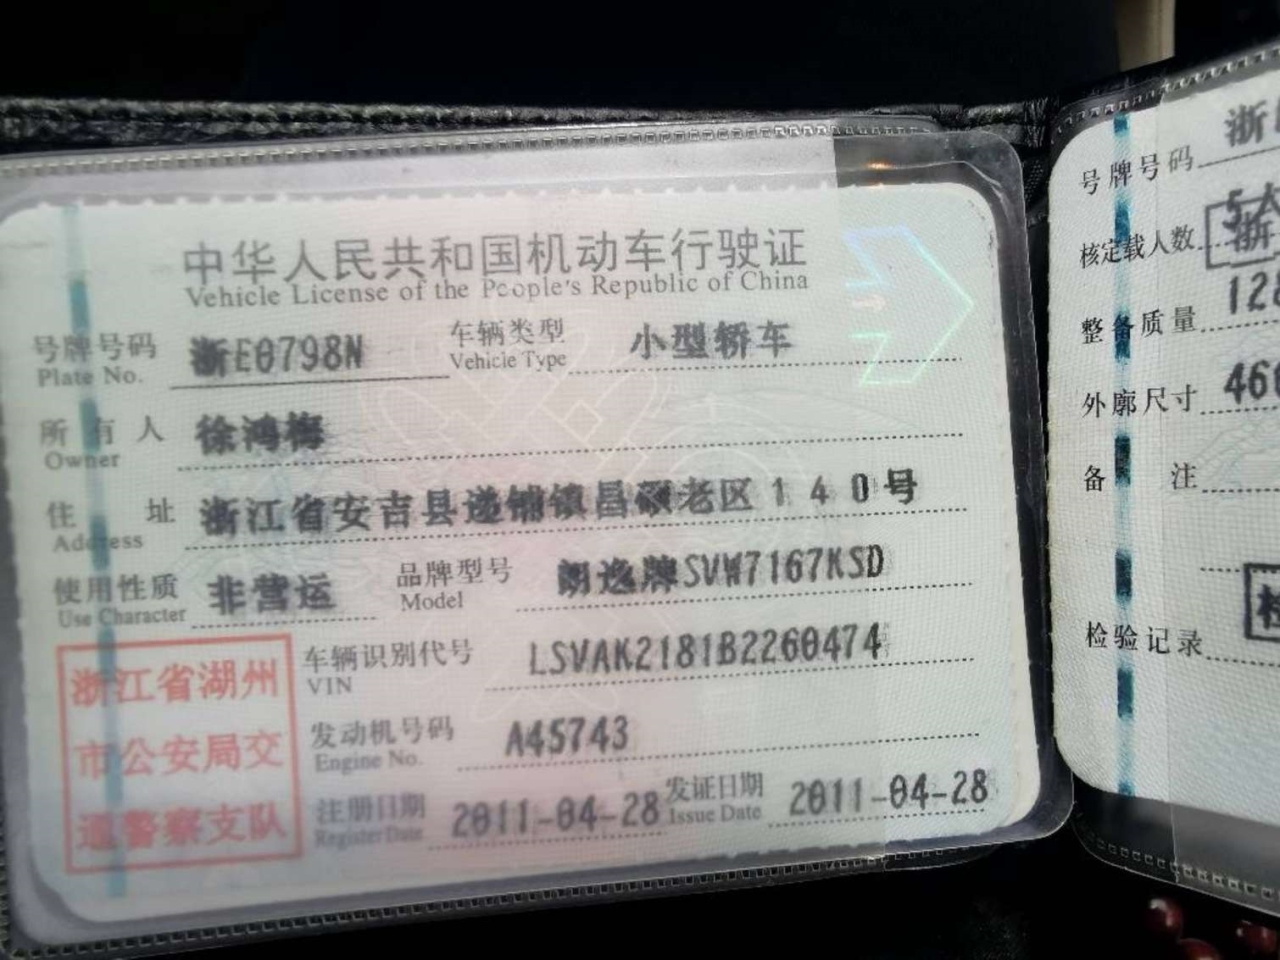 中华人民共和国机动车行驶证
Vehicle License of the People's Republic of China
号牌号码 浙E0798N 车辆类型 小型轿车
Plate No. Vehicle Type
所有人 徐鸿梅
Owner
住址 浙江省安吉县递铺镇昌硕老区140号
Address
使用性质 非营运 品牌型号 朗逸牌SVW7167KSD
Use Character Model
车辆识别代号 LSVAK2181B2260474
VIN
发动机号码 A45743
Engine No.
注册日期 2011-04-28 发证日期 2011-04-28
Register Date Issue Date
浙江省湖州
市公安局交
通警察支队
号牌号码 浙
核定载人数 5人
浙
整备质量 128
外廓尺寸 466
备注
检验记录